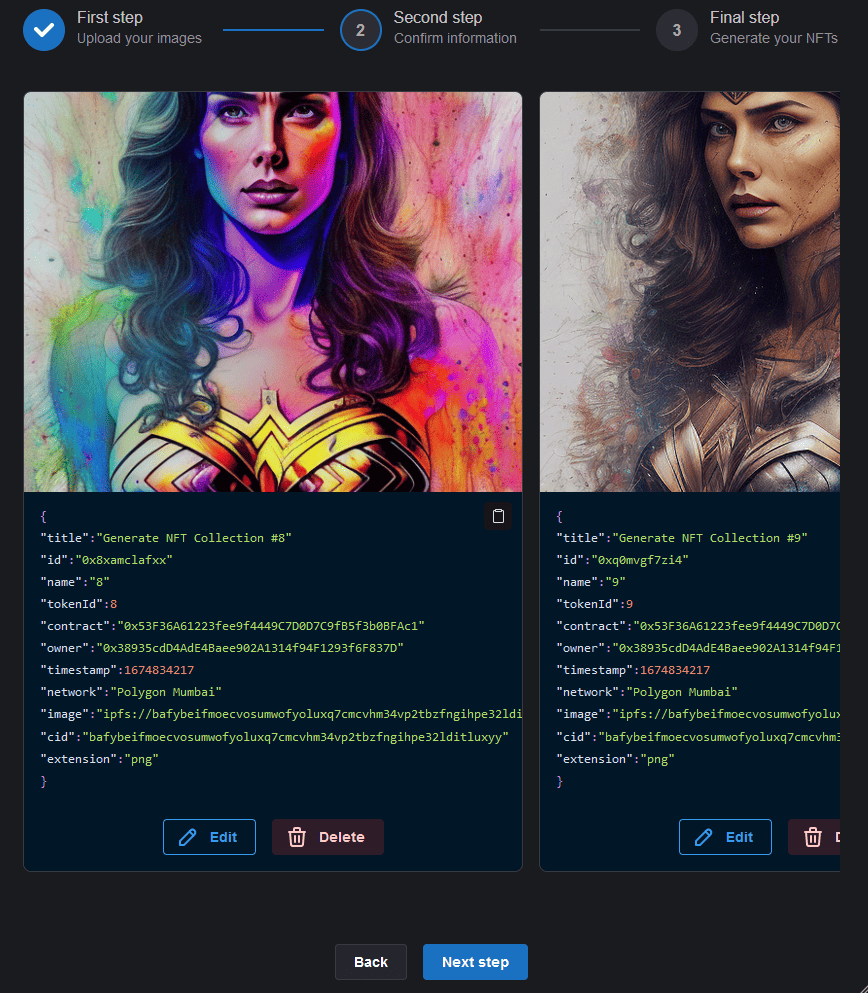 First step
Upload your images
2
Second step
Confirm information
3
Final step
Generate your NFTs
{
"title":"Generate NFT Collection #8"
"id":"0x8xamclafxx"
"name":"8"
"tokenId":8
"contract":"0x53F36A61223fee9f4449C7D0D7C9fB5f3b0BFAc1"
"owner":"0x38935cdD4AdE4Baee902A1314f94F1293f6F837D"
"timestamp":1674834217
"network":"Polygon Mumbai"
"image":"ipfs://bafybeifmoecvosumwofyoluxq7cmcvhm34vp2tbzfngihpe32ldi
"cid":"bafybeifmoecvosumwofyoluxq7cmcvhm34vp2tbzfngihpe32lditluxyy"
"extension":"png"
}
Edit
Delete
{
"title":"Generate NFT Collection #9"
"id":"0xq0mvgf7zi4"
"name":"9"
"tokenId":9
"contract":"0x53F36A61223fee9f4449C7D0D7C
"owner":"0x38935cdD4AdE4Baee902A1314f94F1
"timestamp":1674834217
"network":"Polygon Mumbai"
"image":"ipfs://bafybeifmoecvosumwofyolux
"cid":"bafybeifmoecvosumwofyoluxq7cmcvhm3
"extension":"png"
}
Edit
Back
Next step